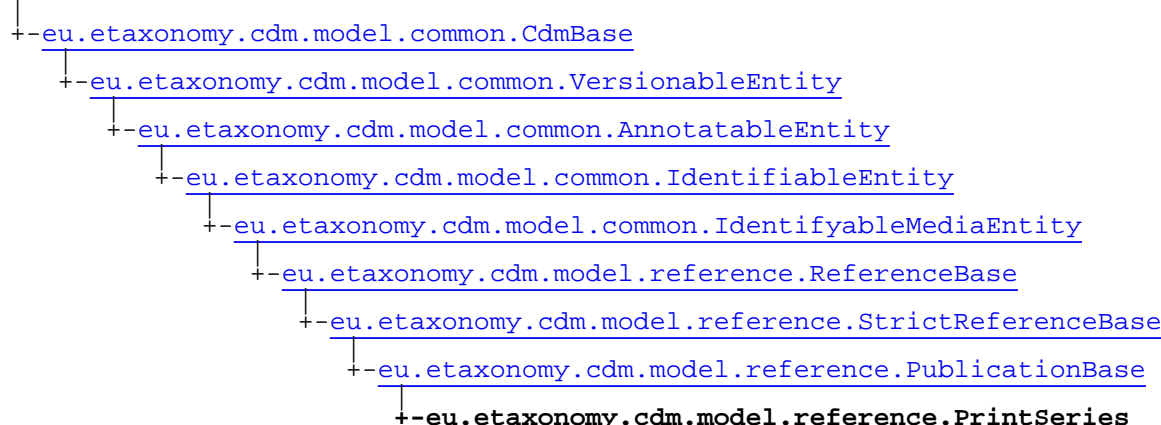 +-eu.etaxonomy.cdm.model.common.CdmBase
+-eu.etaxonomy.cdm.model.common.VersionableEntity
+-eu.etaxonomy.cdm.model.common.AnnotatableEntity
+-eu.etaxonomy.cdm.model.common.IdentifiableEntity
+-eu.etaxonomy.cdm.model.common.IdentifyableMediaEntity
+-eu.etaxonomy.cdm.model.reference.ReferenceBase
+-eu.etaxonomy.cdm.model.reference.StrictReferenceBase
+-eu.etaxonomy.cdm.model.reference.PublicationBase
+-eu.etaxonomy.cdm.model.reference.PrintSeries